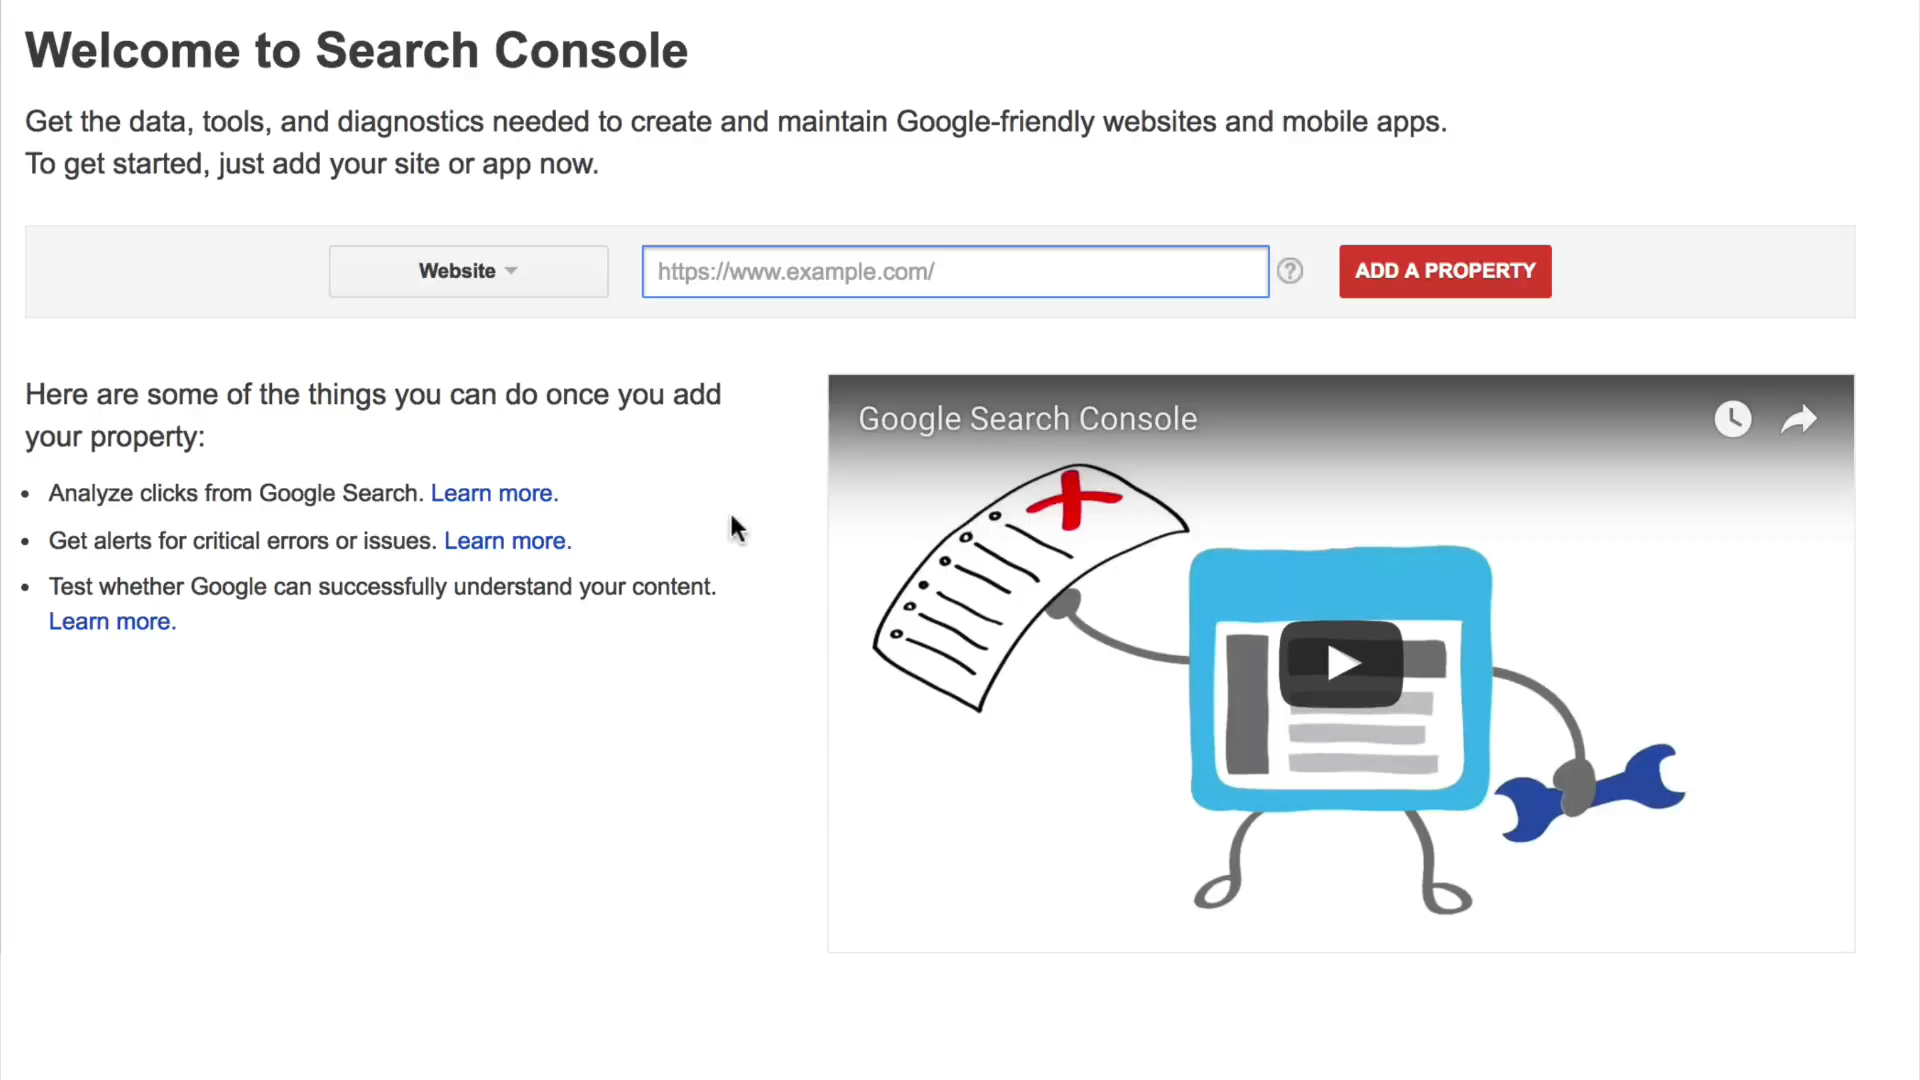 Welcome to Search Console
Get the data, tools, and diagnostics needed to create and maintain Google-friendly websites and mobile apps.
To get started, just add your site or app now.
Website
https://www.example.com/
?
ADD A PROPERTY
Here are some of the things you can do once you add
your property:
• Analyze clicks from Google Search. Learn more.
• Get alerts for critical errors or issues. Learn more.
• Test whether Google can successfully understand your content.
Learn more.
Google Search Console